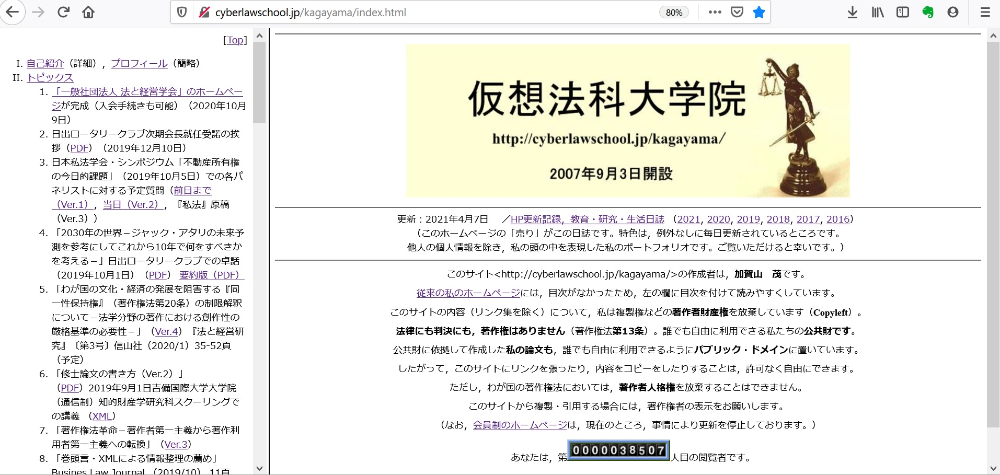 cyberlawschool.jp/kagayama/index.html
80%
[Top]
I. 自己紹介（詳細），プロフィール（簡略）
II. トピックス
1. 「一般社団法人 法と経営学会」のホームペー
ジが完成（入会手続きも可能）（2020年10月
9日）
2. 日出ロータリークラブ次期会長就任受諾の挨
拶（PDF）（2019年12月10日）
3. 日本私法学会・シンポジウム「不動産所有権
の今日的課題」（2019年10月5日）での各パ
ネリストに対する予定質問（前日まで
（Ver.1），当日（Ver.2），『私法』原稿
（Ver.3））
4. 「2030年の世界－ジャック・アタリの未来予
測を参考にしてこれから10年で何をすべきか
を考える－」日出ロータリークラブでの卓話
（2019年10月1日）（PDF） 要約版（PDF）
5. 「わが国の文化・経済の発展を阻害する『同
一性保持権』（著作権法第20条）の制限解釈
について－法学分野の著作における創作性の
厳格基準の必要性－」（Ver.4）『法と経営研
究』〔第3号〕信山社（2020/1）35-52頁
（予定）
6. 「修士論文の書き方（Ver.2）」
（PDF）2019年9月1日吉備国際大学大学院
（通信制）知的財産学研究科スクーリングで
の講義 （XML）
7. 「著作権法革命－著作者第一主義から著作利
用者第一主義への転換」（Ver.3）
8. 「巻頭言・XMLによる情報整理の薦め」
Busines Law Journal （2019/10） 11頁
仮想法科大学院
http://cyberlawschool.jp/kagayama/
2007年9月3日開設
更新：2021年4月7日　／HP更新記録，教育・研究・生活日誌 （2021, 2020, 2019, 2018, 2017, 2016）
（このホームページの「売り」がこの日誌です。特色は，例外なしに毎日更新されているところです。
他人の個人情報を除き，私の頭の中を表現した私のポートフォリオです。ご覧いただけると幸いです。）
このサイト<http://cyberlawschool.jp/kagayama/>の作成者は，加賀山　茂です。
従来の私のホームページには，目次がなかったため，左の欄に目次を付けて読みやすくしています。
このサイトの内容（リンク集を除く）について，私は複製権などの著作者財産権を放棄しています（Copyleft）。
法律にも判決にも，著作権はありません（著作権法第13条）。誰でも自由に利用できる私たちの公共財です。
公共財に依拠して作成した私の論文も，誰でも自由に利用できるようにパブリック・ドメインに置いています。
したがって，このサイトにリンクを張ったり，内容をコピーをしたりすることは，許可なく自由にできます。
ただし，わが国の著作権法においては，著作者人格権を放棄することはできません。
このサイトから複製・引用する場合には，著作権者の表示をお願いします。
（なお，会員制のホームページは，現在のところ，事情により更新を停止しております。）
あなたは，第0000038507人目の閲覧者です。